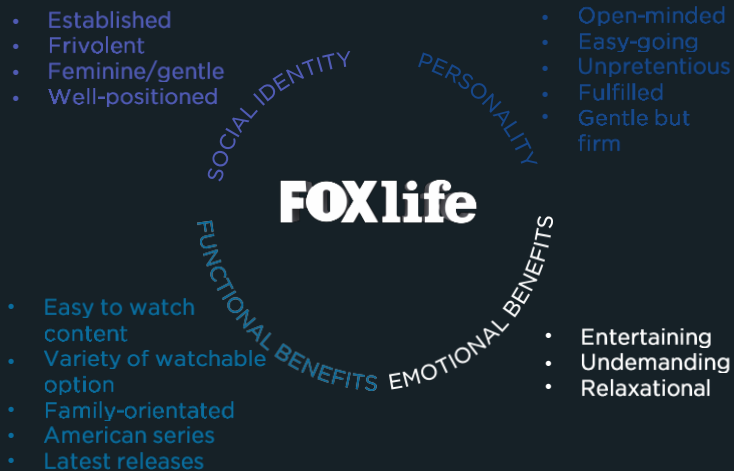 • Established
• Frivolent
• Feminine/gentle
• Well-positioned
SOCIAL IDENTITY
PERSONALITY
• Open-minded
• Easy-going
• Unpretentious
• Fulfilled
• Gentle but
firm
FOXlife
FUNCTIONAL BENEFITS
EMOTIONAL BENEFITS
• Easy to watch
content
• Variety of watchable
option
• Family-orientated
• American series
• Latest releases
• Entertaining
• Undemanding
• Relaxational